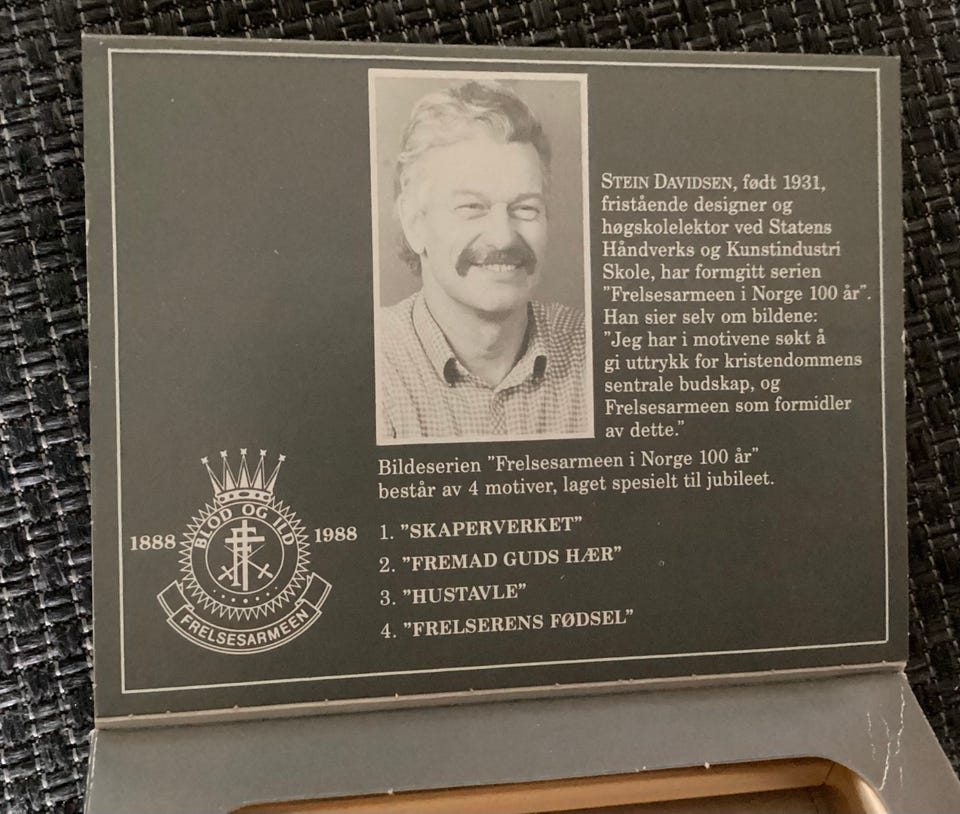 STEIN DAVIDSEN, født 1931,
fristående designer og
høgskolelektor ved Statens
Håndverks og Kunstindustri
Skole, har formgitt serien
”Frelsesarmeen i Norge 100 år”.
Han sier selv om bildene:
”Jeg har i motivene søkt å
gi uttrykk for kristendommens
sentrale budskap, og
Frelsesarmeen som formidler
av dette.”
Bildeserien ”Frelsesarmeen i Norge 100 år”
består av 4 motiver, laget spesielt til jubileet.
1. ”SKAPERVERKET”
2. ”FREMAD GUDS HÆR”
3. ”HUSTAVLE”
4. ”FRELSERENS FØDSEL”
BLOD OG ILD
1888 1988
FRELSESARMEEN